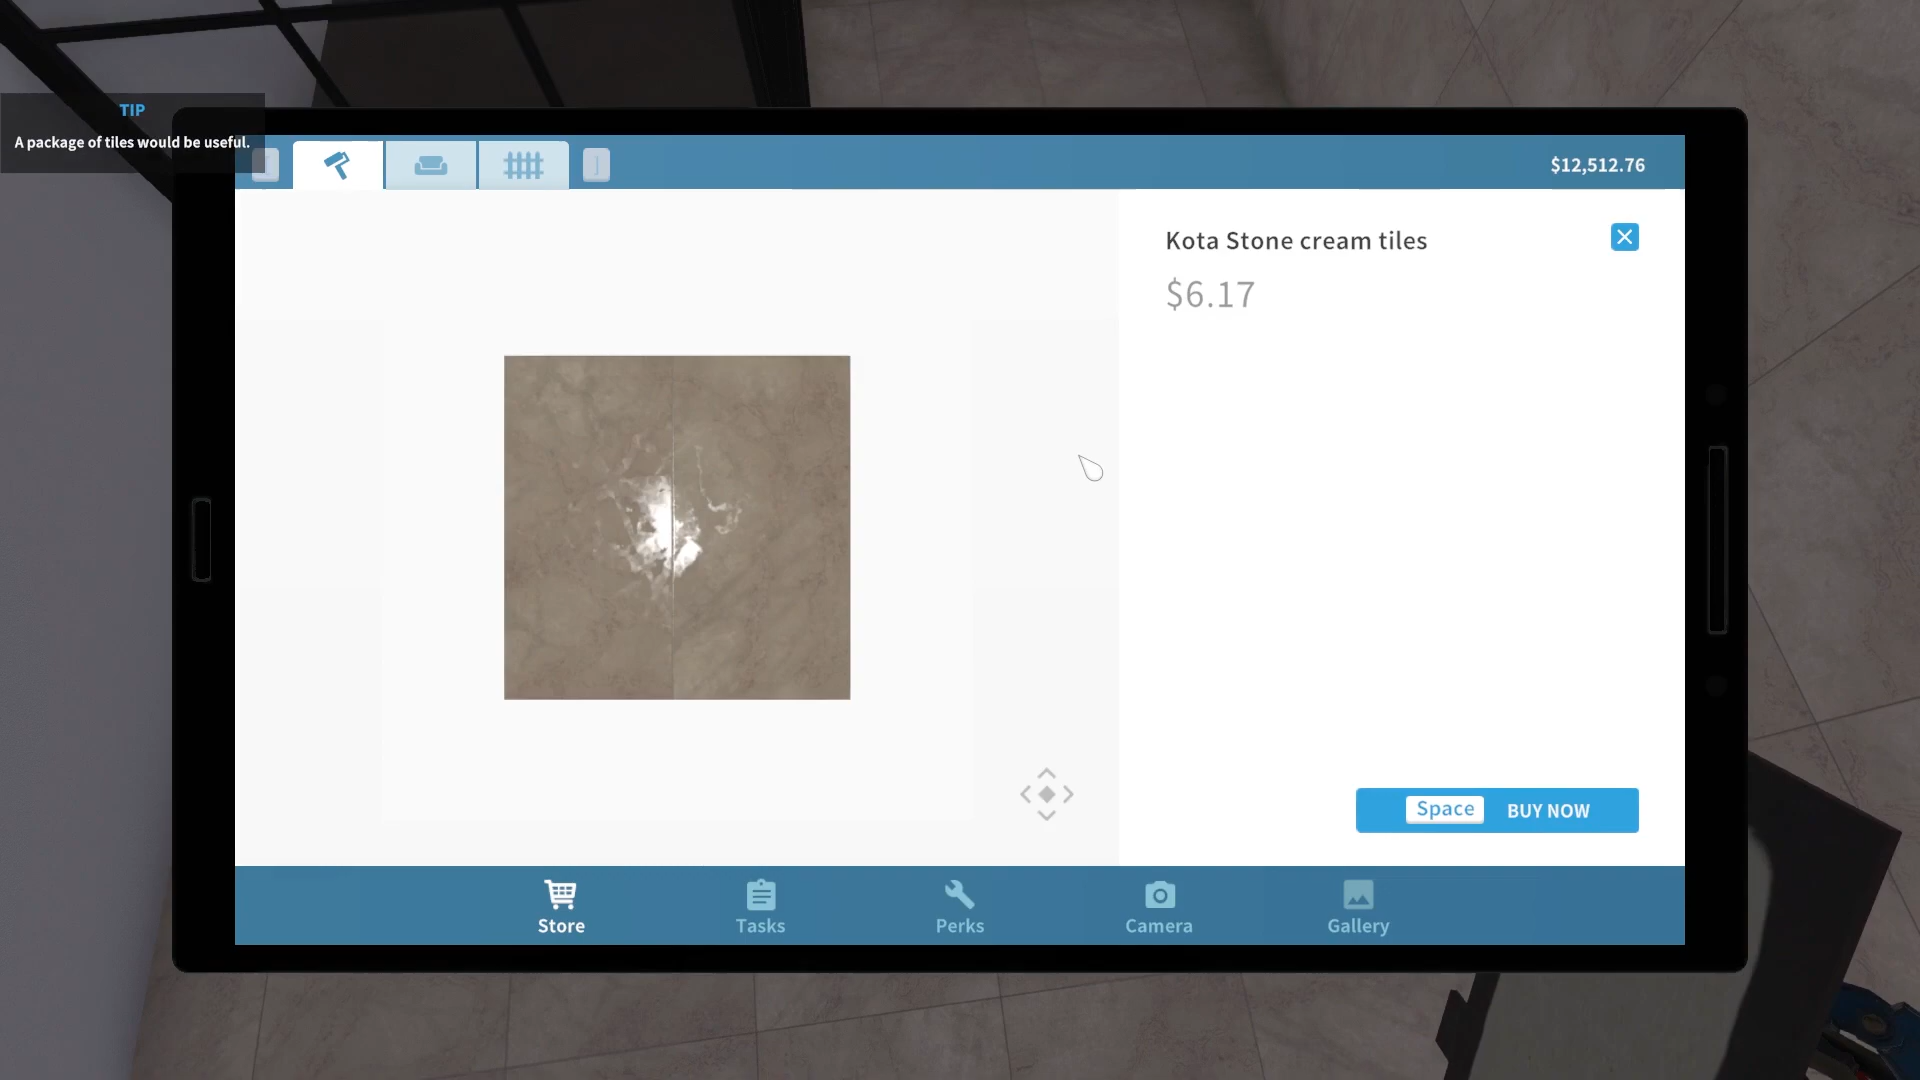 TIP
A package of tiles would be useful.
]
$12,512.76
Kota Stone cream tiles
$6.17
Space BUY NOW
Store
Tasks
Perks
Camera
Gallery